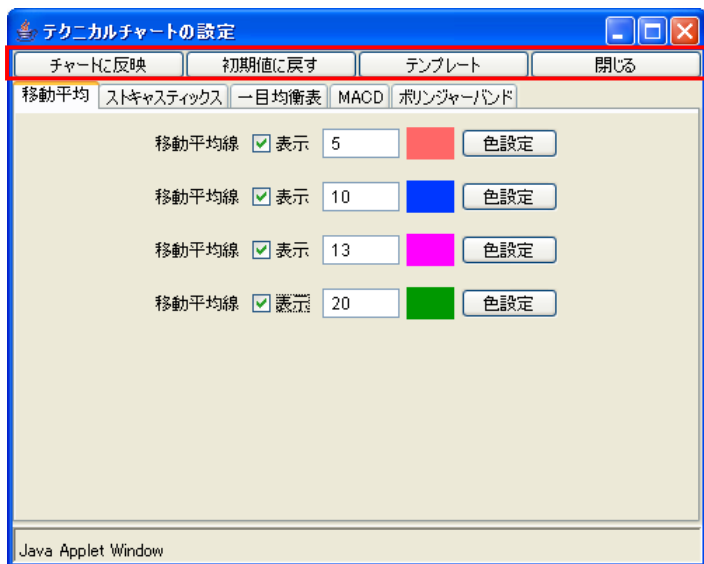 テクニカルチャートの設定
チャートに反映 初期値に戻す テンプレート 閉じる
移動平均 ストキャスティックス 一目均衡表 MACD ボリンジャーバンド
移動平均線 表示 5 色設定
移動平均線 表示 10 色設定
移動平均線 表示 13 色設定
移動平均線 表示 20 色設定
Java Applet Window